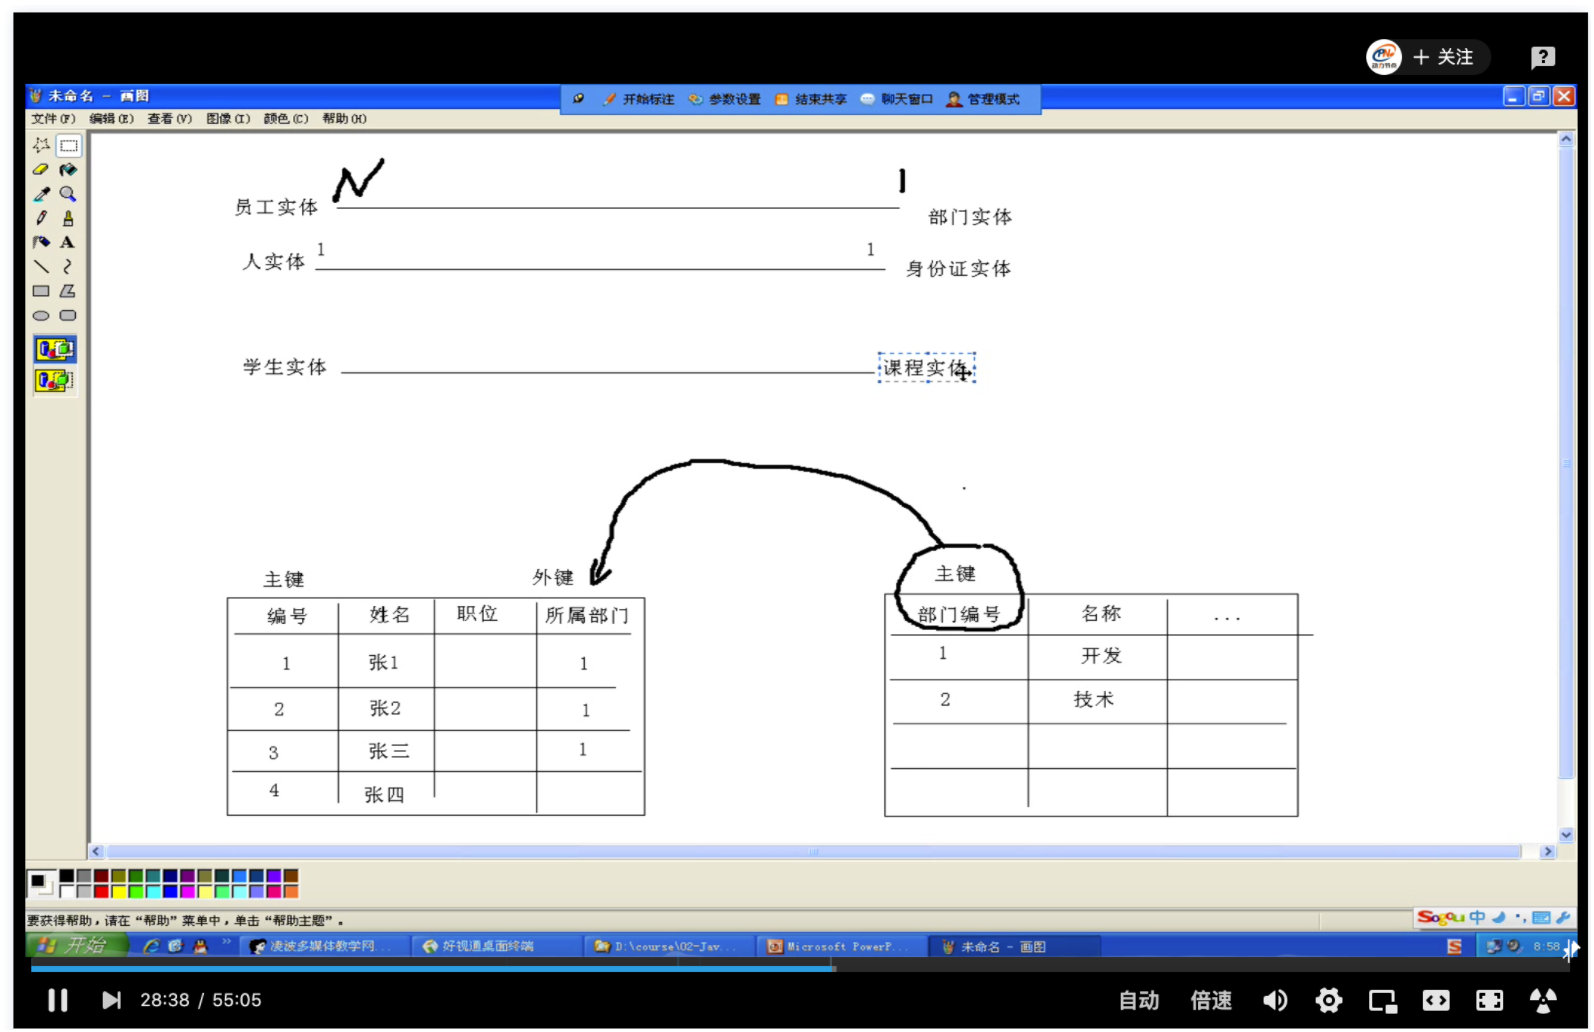 + 关注
未命名 - 画图
开始标注 参数设置 结束共享 聊天窗口 管理模式
文件(F) 编辑(E) 查看(V) 图像(I) 颜色(C) 帮助(H)
N 1
员工实体 部门实体
1 1
人实体 身份证实体
学生实体 课程实体
主键 外键 主键
编号 姓名 职位 所属部门
1 张1 1
2 张2 1
3 张三 1
4 张四
部门编号 名称 ...
1 开发
2 技术
要获得帮助，请在“帮助”菜单中，单击“帮助主题”。
Sogou 中
开始 凌波多媒体教学网... 好视通桌面终端 D:\course\02-Jav... Microsoft PowerP... 未命名 - 画图 8:58
28:38 / 55:05 自动 倍速